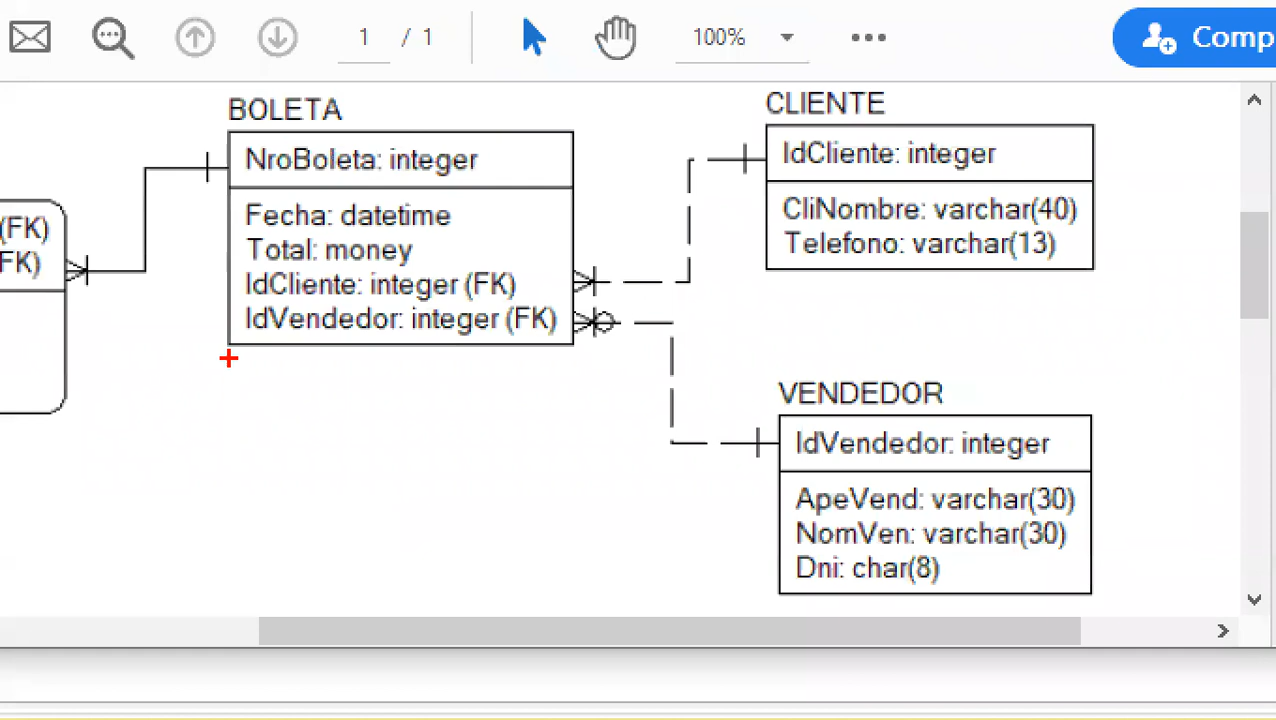 1 / 1
100%
Comp
BOLETA
NroBoleta: integer
Fecha: datetime
Total: money
IdCliente: integer (FK)
IdVendedor: integer (FK)
CLIENTE
IdCliente: integer
CliNombre: varchar(40)
Telefono: varchar(13)
(FK)
FK)
VENDEDOR
IdVendedor: integer
ApeVend: varchar(30)
NomVen: varchar(30)
Dni: char(8)